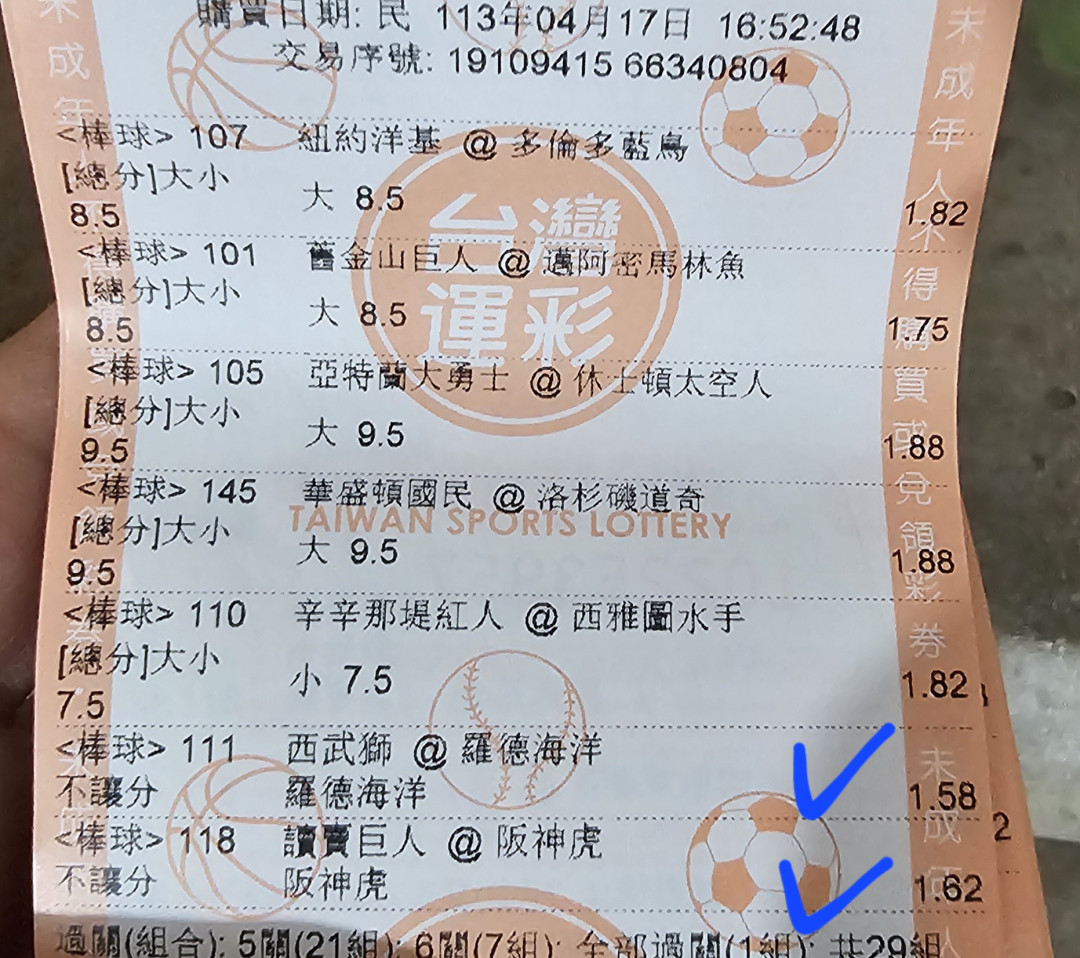 購買日期: 民 113年04月17日 16:52:48
交易序號: 19109415 66340804
<棒球> 107 紐約洋基 @ 多倫多藍鳥
[總分]大小 大 8.5
8.5 1.82
<棒球> 101 舊金山巨人 @ 邁阿密馬林魚
[總分]大小 大 8.5
8.5 1.75
<棒球> 105 亞特蘭大勇士 @ 休士頓太空人
[總分]大小 大 9.5
9.5 1.88
<棒球> 145 華盛頓國民 @ 洛杉磯道奇
[總分]大小 大 9.5
9.5 1.88
<棒球> 110 辛辛那堤紅人 @ 西雅圖水手
[總分]大小 小 7.5
7.5 1.82
<棒球> 111 西武獅 @ 羅德海洋
不讓分 羅德海洋 1.58
<棒球> 118 讀賣巨人 @ 阪神虎
不讓分 阪神虎 1.62
過關(組合): 5關(21組); 6關(7組); 全部過關(1組); 共29組
台灣
運彩
TAIWAN SPORTS LOTTERY
未成年人不得購買或兌領彩券
未成年人
未成年人
2